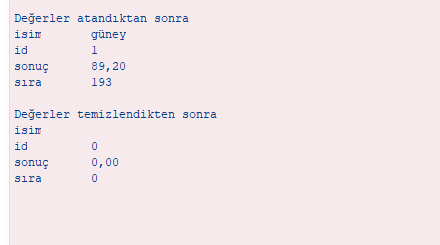 Değerler atandıktan sonra
isim güney
id 1
sonuç 89,20
sıra 193
Değerler temizlendikten sonra
isim
id 0
sonuç 0,00
sıra 0